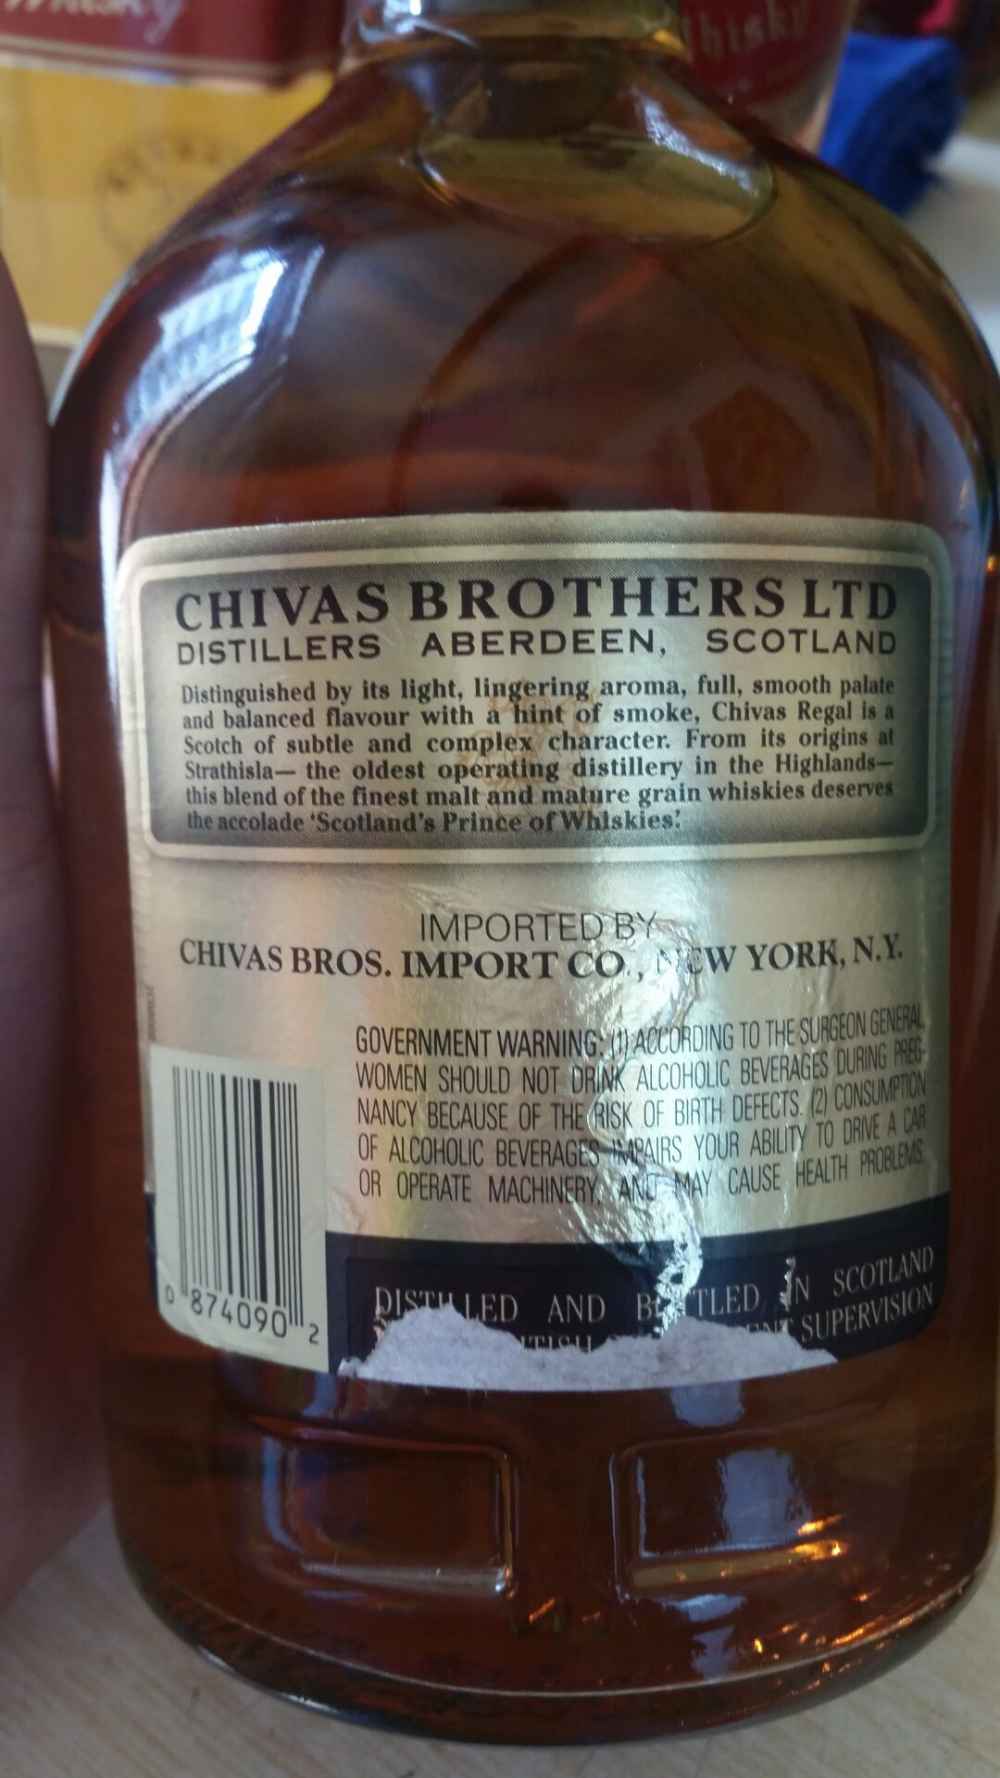 Whisky
Whisky
CHIVAS BROTHERS LTD
DISTILLERS ABERDEEN, SCOTLAND
Distinguished by its light, lingering aroma, full, smooth palate
and balanced flavour with a hint of smoke, Chivas Regal is a
Scotch of subtle and complex character. From its origins at
Strathisla— the oldest operating distillery in the Highlands—
this blend of the finest malt and mature grain whiskies deserves
the accolade ‘Scotland's Prince of Whiskies.’
IMPORTED BY
CHIVAS BROS. IMPORT CO., NEW YORK, N.Y.
GOVERNMENT WARNING: (1) ACCORDING TO THE SURGEON GENERAL,
WOMEN SHOULD NOT DRINK ALCOHOLIC BEVERAGES DURING PREG-
NANCY BECAUSE OF THE RISK OF BIRTH DEFECTS. (2) CONSUMPTION
OF ALCOHOLIC BEVERAGES IMPAIRS YOUR ABILITY TO DRIVE A CAR
OR OPERATE MACHINERY, AND MAY CAUSE HEALTH PROBLEMS.
0 874090 2
DISTILLED AND BOTTLED IN SCOTLAND
SUPERVISION